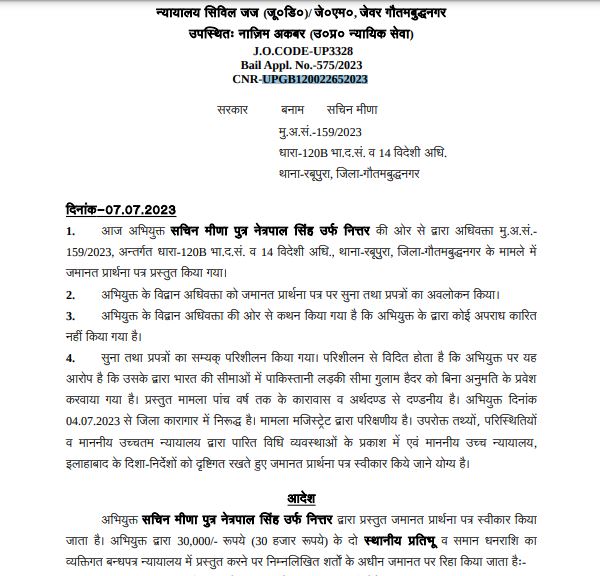 न्यायालय सिविल जज (जू०डि०)/ जे०एम०, जेवर गौतमबुद्धनगर
उपस्थितः नाज़िम अकबर (उ०प्र० न्यायिक सेवा)
J.O.CODE-UP3328
Bail Appl. No.-575/2023
CNR-UPGB120022652023
सरकार बनाम सचिन मीणा
मु.अ.सं.-159/2023
धारा-120B भा.द.सं. व 14 विदेशी अधि.
थाना-रबूपुरा, जिला-गौतमबुद्धनगर
दिनांक-07.07.2023
1. आज अभियुक्त सचिन मीणा पुत्र नेत्रपाल सिंह उर्फ नित्तर की ओर से द्वारा अधिवक्ता मु.अ.सं.-
159/2023, अन्तर्गत धारा-120B भा.द.सं. व 14 विदेशी अधि., थाना-रबूपुरा, जिला-गौतमबुद्धनगर के मामले में
जमानत प्रार्थना पत्र प्रस्तुत किया गया।
2. अभियुक्त के विद्वान अधिवक्ता को जमानत प्रार्थना पत्र पर सुना तथा प्रपत्रों का अवलोकन किया।
3. अभियुक्त के विद्वान अधिवक्ता की ओर से कथन किया गया है कि अभियुक्त के द्वारा कोई अपराध कारित
नहीं किया गया है।
4. सुना तथा प्रपत्रों का सम्यक् परिशीलन किया गया। परिशीलन से विदित होता है कि अभियुक्त पर यह
आरोप है कि उसके द्वारा भारत की सीमाओं में पाकिस्तानी लड़की सीमा गुलाम हैदर को बिना अनुमति के प्रवेश
करवाया गया है। प्रस्तुत मामला पांच वर्ष तक के कारावास व अर्थदण्ड से दण्डनीय है। अभियुक्त दिनांक
04.07.2023 से जिला कारागार में निरूद्ध है। मामला मजिस्ट्रेट द्वारा परिक्षणीय है। उपरोक्त तथ्यों, परिस्थितियों
व माननीय उच्चतम न्यायालय द्वारा पारित विधि व्यवस्थाओं के प्रकाश में एवं माननीय उच्च न्यायालय,
इलाहाबाद के दिशा-निर्देशों को दृष्टिगत रखते हुए जमानत प्रार्थना पत्र स्वीकार किये जाने योग्य है।
आदेश
अभियुक्त सचिन मीणा पुत्र नेत्रपाल सिंह उर्फ नित्तर द्वारा प्रस्तुत जमानत प्रार्थना पत्र स्वीकार किया
जाता है। अभियुक्त द्वारा 30,000/- रूपये (30 हजार रूपये) के दो स्थानीय प्रतिभू व समान धनराशि का
व्यक्तिगत बन्धपत्र न्यायालय में प्रस्तुत करने पर निम्नलिखित शर्तों के अधीन जमानत पर रिहा किया जाता है:-